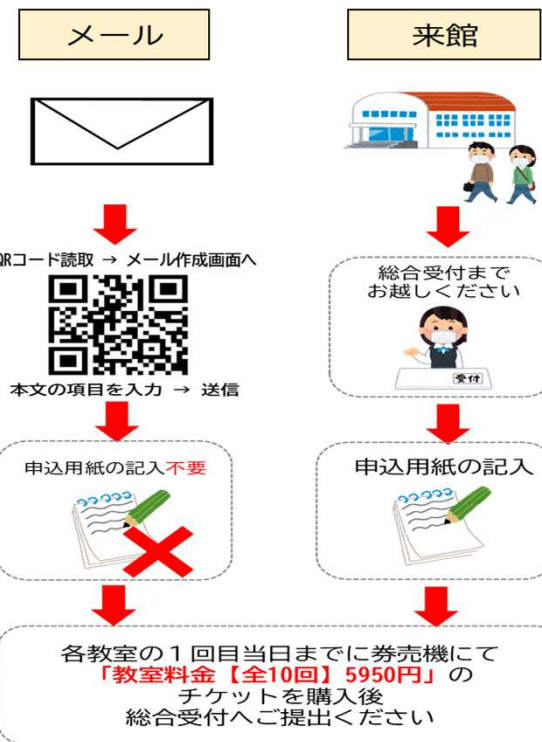 メール
QRコード読取 → メール作成画面へ
本文の項目を入力 → 送信
申込用紙の記入不要
来館
総合受付まで
お越しください
受付
申込用紙の記入
各教室の１回目当日までに券売機にて
「教室料金【全10回】5950円」の
チケットを購入後
総合受付へご提出ください